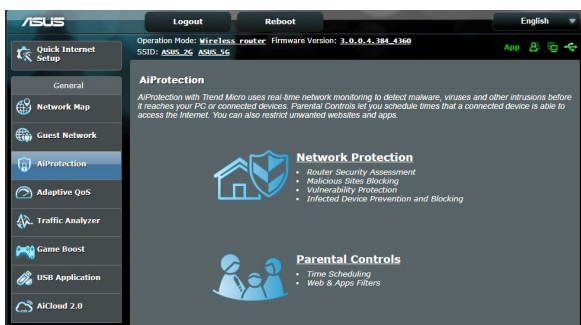 ASUS
Logout Reboot English
Quick Internet Setup
Operation Mode: Wireless router Firmware Version: 3.0.0.4.384_4360
SSID: ASUS_2G ASUS_5G
App
General
Network Map
Guest Network
AiProtection
Adaptive QoS
Traffic Analyzer
Game Boost
USB Application
AiCloud 2.0
AiProtection
AiProtection with Trend Micro uses real-time network monitoring to detect malware, viruses and other intrusions before
it reaches your PC or connected devices. Parental Controls let you schedule times that a connected device is able to
access the Internet. You can also restrict unwanted websites and apps.
Network Protection
• Router Security Assessment
• Malicious Sites Blocking
• Vulnerability Protection
• Infected Device Prevention and Blocking
Parental Controls
• Time Scheduling
• Web & Apps Filters